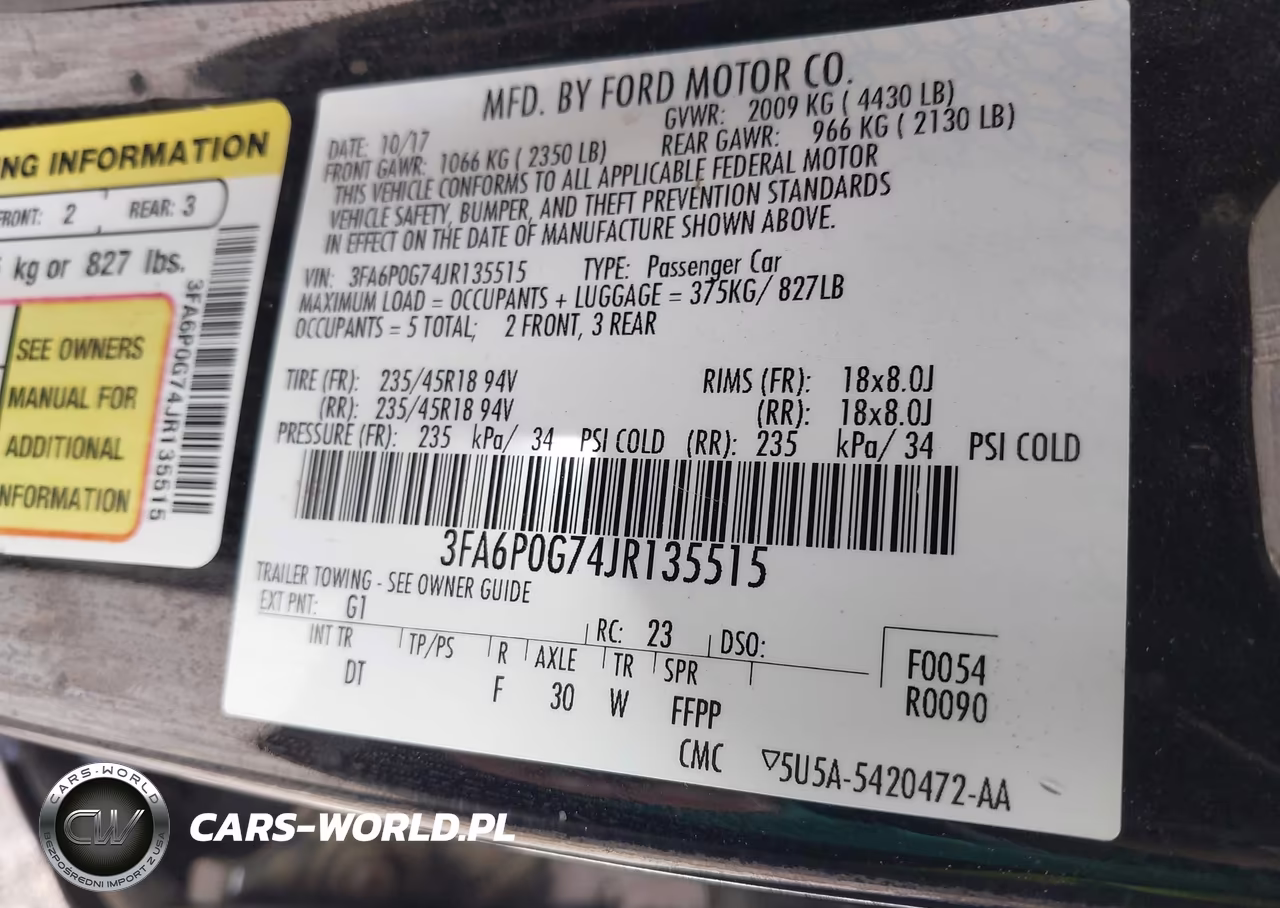 NG INFORMATION
FRONT: 2 REAR: 3
kg or 827 lbs.
SEE OWNERS
MANUAL FOR
ADDITIONAL
INFORMATION
3FA6P0G74JR135515
MFD. BY FORD MOTOR CO.
DATE: 10/17 GVWR: 2009 KG ( 4430 LB)
FRONT GAWR: 1066 KG ( 2350 LB) REAR GAWR: 966 KG ( 2130 LB)
THIS VEHICLE CONFORMS TO ALL APPLICABLE FEDERAL MOTOR
VEHICLE SAFETY, BUMPER, AND THEFT PREVENTION STANDARDS
IN EFFECT ON THE DATE OF MANUFACTURE SHOWN ABOVE.
VIN: 3FA6P0G74JR135515 TYPE: Passenger Car
MAXIMUM LOAD = OCCUPANTS + LUGGAGE = 375KG/ 827LB
OCCUPANTS = 5 TOTAL; 2 FRONT, 3 REAR
TIRE (FR): 235/45R18 94V RIMS (FR): 18x8.0J
(RR): 235/45R18 94V (RR): 18x8.0J
PRESSURE (FR): 235 kPa/ 34 PSI COLD (RR): 235 kPa/ 34 PSI COLD
3FA6P0G74JR135515
TRAILER TOWING - SEE OWNER GUIDE
EXT PNT: G1 RC: 23 DSO:
INT TR TP/PS R AXLE TR SPR F0054
DT F 30 W FFPP R0090
CMC ▽5U5A-5420472-AA
CARS-WORLD
CW
BEZPOŚREDNI IMPORT Z USA
CARS-WORLD.PL